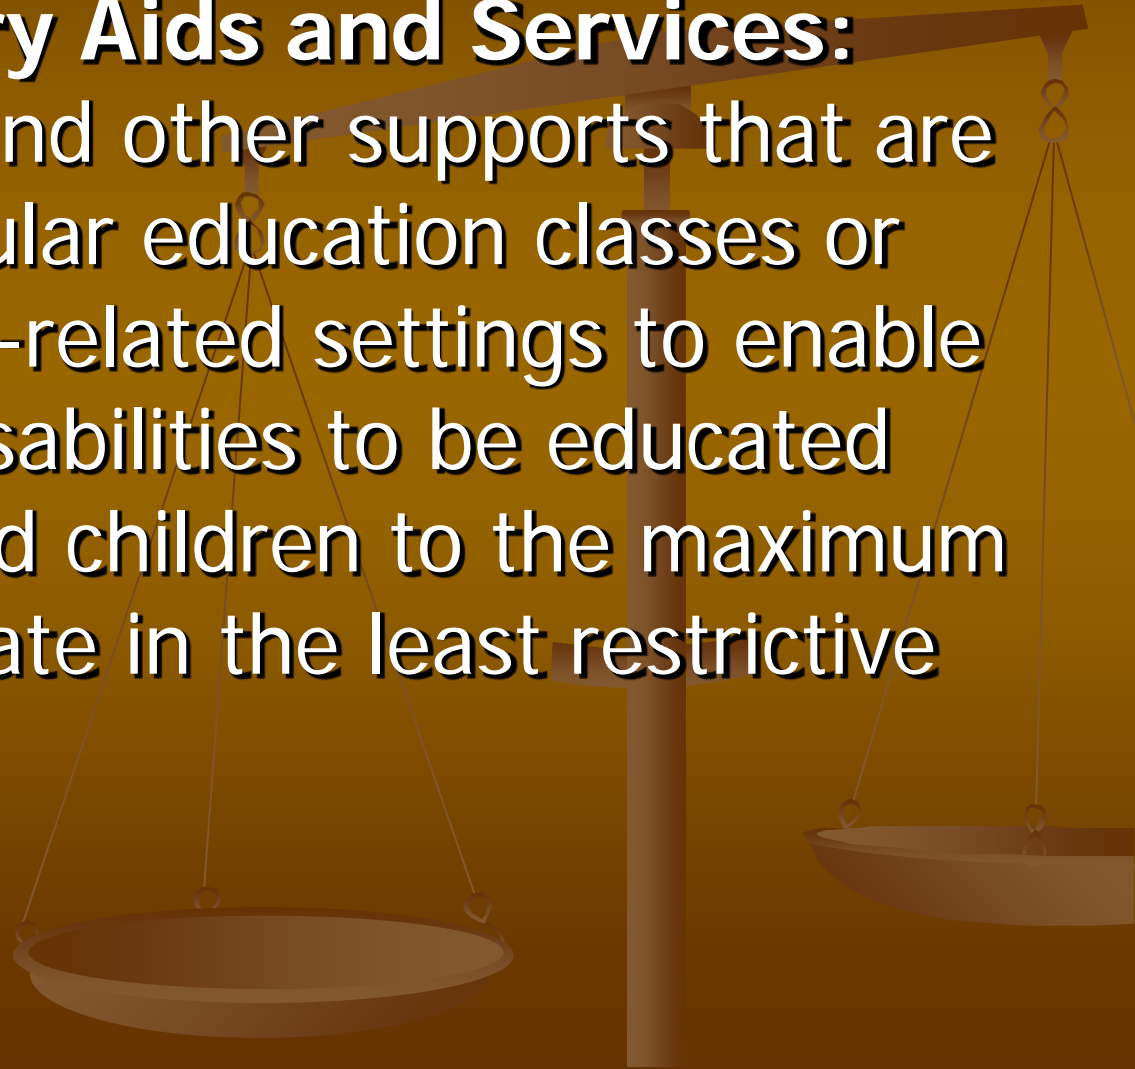 ry Aids and Services:
nd other supports that are
ular education classes or
-related settings to enable
sabilities to be educated
d children to the maximum
ate in the least restrictive